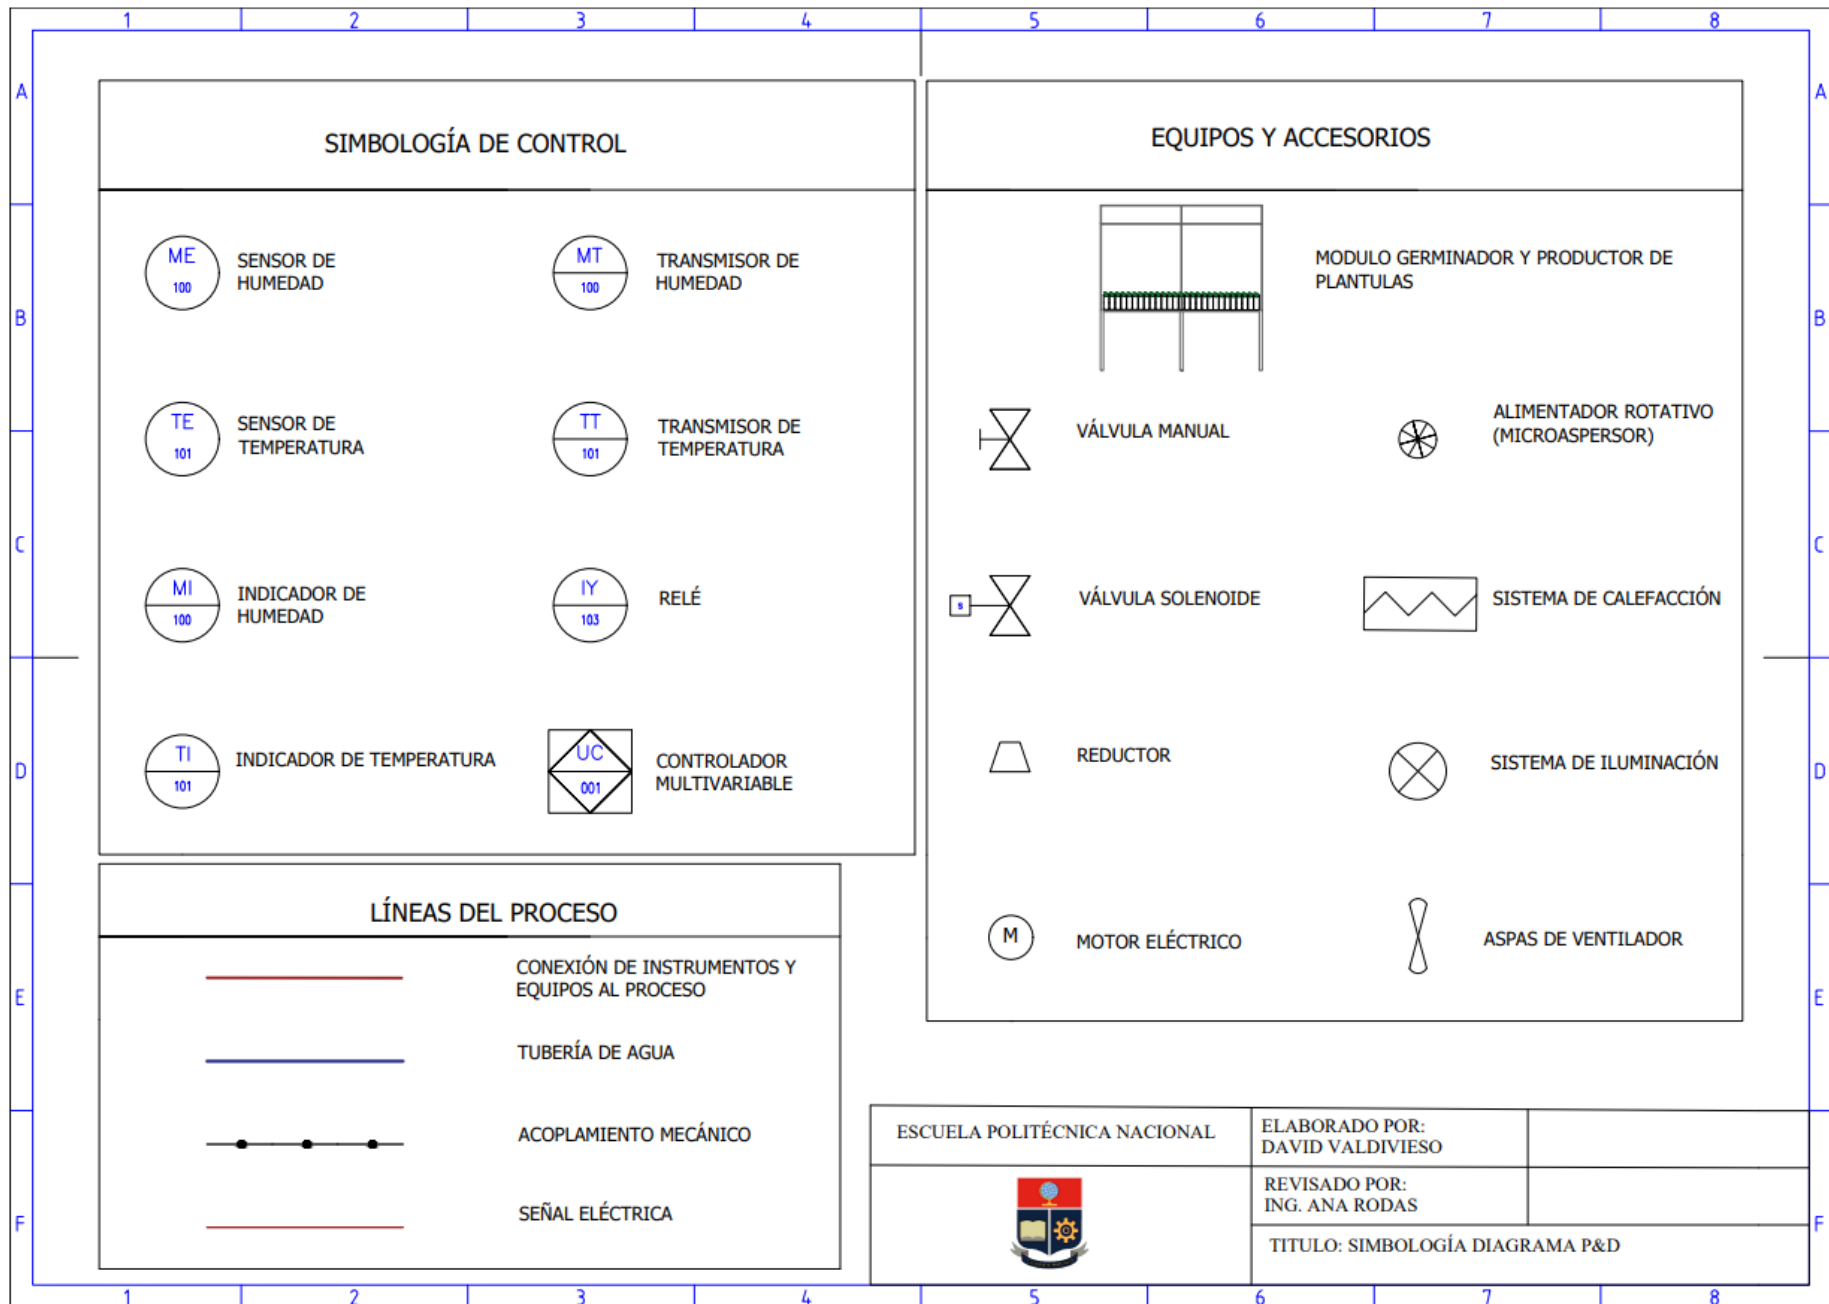 1 2 3 4 5 6 7 8
A A
B B
C C
D D
E E
F F
SIMBOLOGÍA DE CONTROL
ME
100
SENSOR DE
HUMEDAD
MT
100
TRANSMISOR DE
HUMEDAD
TE
101
SENSOR DE
TEMPERATURA
TT
101
TRANSMISOR DE
TEMPERATURA
MI
100
INDICADOR DE
HUMEDAD
IY
103
RELÉ
TI
101
INDICADOR DE TEMPERATURA
UC
001
CONTROLADOR
MULTIVARIABLE
EQUIPOS Y ACCESORIOS
MODULO GERMINADOR Y PRODUCTOR DE
PLANTULAS
VÁLVULA MANUAL
ALIMENTADOR ROTATIVO
(MICROASPERSOR)
s
VÁLVULA SOLENOIDE
SISTEMA DE CALEFACCIÓN
REDUCTOR
SISTEMA DE ILUMINACIÓN
M
MOTOR ELÉCTRICO
ASPAS DE VENTILADOR
LÍNEAS DEL PROCESO
CONEXIÓN DE INSTRUMENTOS Y
EQUIPOS AL PROCESO
TUBERÍA DE AGUA
ACOPLAMIENTO MECÁNICO
SEÑAL ELÉCTRICA
ESCUELA POLITÉCNICA NACIONAL
ELABORADO POR:
DAVID VALDIVIESO
REVISADO POR:
ING. ANA RODAS
TITULO: SIMBOLOGÍA DIAGRAMA P&D
1 2 3 4 5 6 7 8